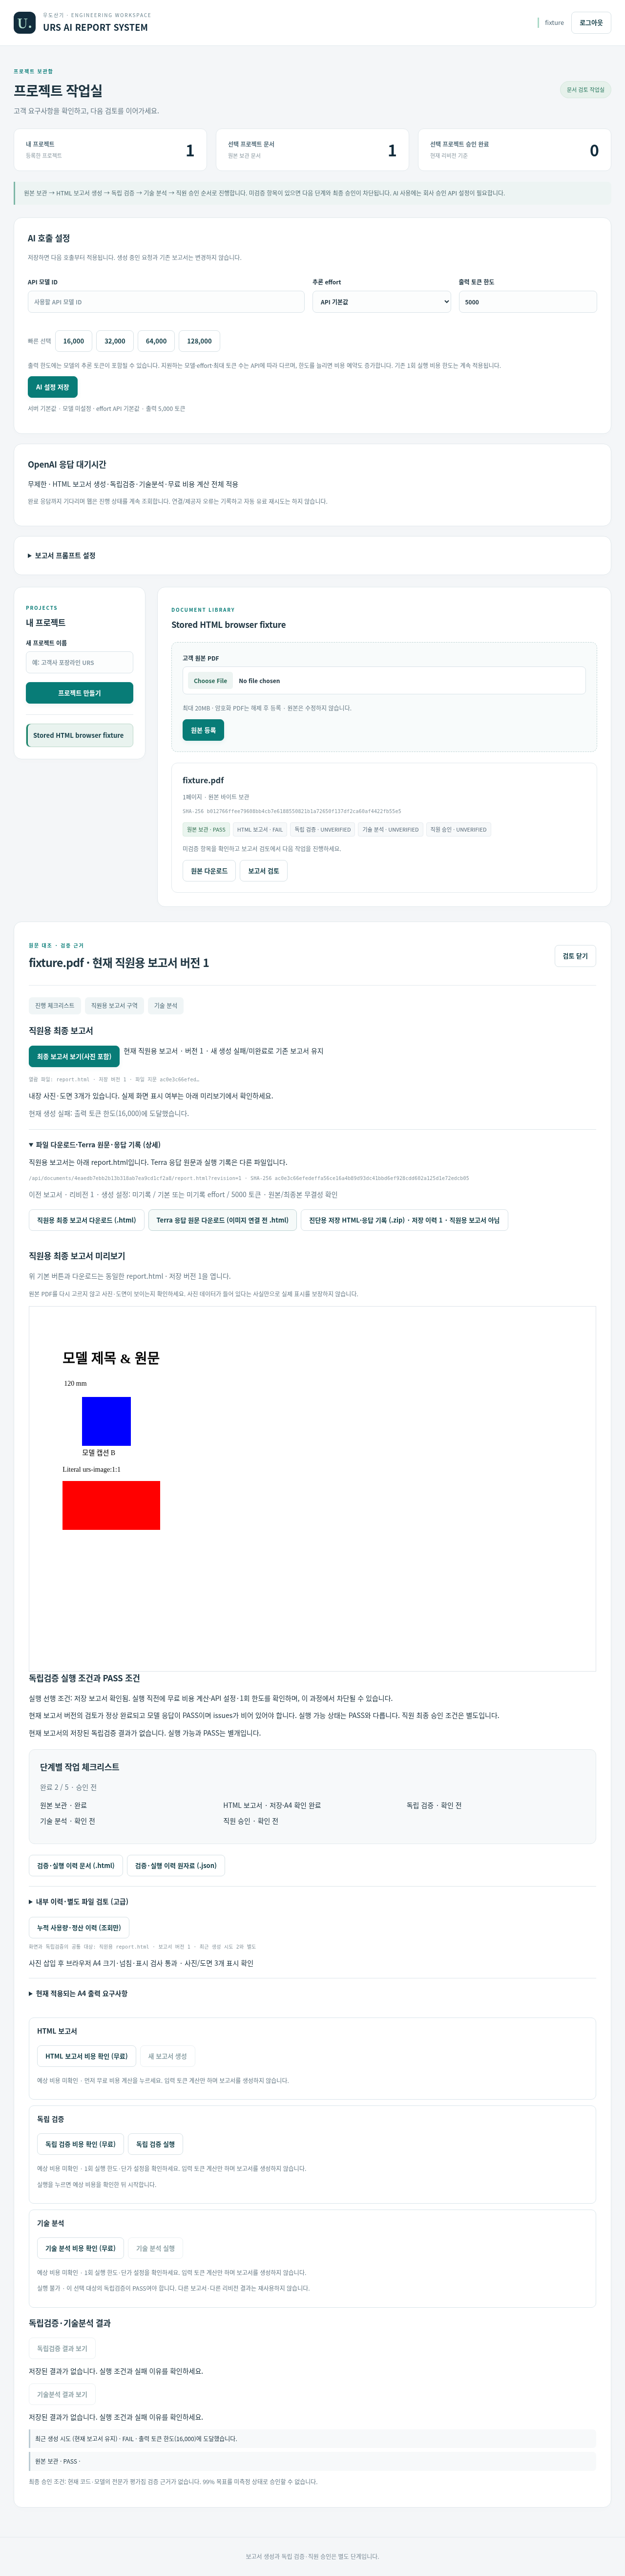 U.
무도선기 · ENGINEERING WORKSPACE
URS AI REPORT SYSTEM
fixture
로그아웃
프로젝트 보관함
프로젝트 작업실
고객 요구사항을 확인하고, 다음 검토를 이어가세요.
문서 검토 작업실
내 프로젝트
등록한 프로젝트
1
선택 프로젝트 문서
원본 보관 문서
1
선택 프로젝트 승인 완료
현재 리비전 기준
0
원본 보관 → HTML 보고서 생성 → 독립 검증 → 기술 분석 → 직원 승인 순서로 진행합니다. 미검증 항목이 있으면 다음 단계와 최종 승인이 차단됩니다. AI 사용에는 회사 승인 API 설정이 필요합니다.
AI 호출 설정
저장하면 다음 호출부터 적용됩니다. 생성 중인 요청과 기존 보고서는 변경하지 않습니다.
API 모델 ID
추론 effort
출력 토큰 한도
사용할 API 모델 ID
API 기본값
5000
빠른 선택
16,000
32,000
64,000
128,000
출력 한도에는 모델의 추론 토큰이 포함될 수 있습니다. 지원하는 모델·effort·최대 토큰 수는 API에 따라 다르며, 한도를 늘리면 비용 예약도 증가합니다. 기존 1회 실행 비용 한도는 계속 적용됩니다.
AI 설정 저장
서버 기본값 · 모델 미설정 · effort API 기본값 · 출력 5,000 토큰
OpenAI 응답 대기시간
무제한 · HTML 보고서 생성·독립검증·기술분석·무료 비용 계산 전체 적용
완료 응답까지 기다리며 웹은 진행 상태를 계속 조회합니다. 연결/제공자 오류는 기록하고 자동 유료 재시도는 하지 않습니다.
▶ 보고서 프롬프트 설정
PROJECTS
내 프로젝트
새 프로젝트 이름
예: 고객사 포장라인 URS
프로젝트 만들기
Stored HTML browser fixture
DOCUMENT LIBRARY
Stored HTML browser fixture
고객 원본 PDF
Choose File
No file chosen
최대 20MB · 암호화 PDF는 해제 후 등록 · 원본은 수정하지 않습니다.
원본 등록
fixture.pdf
1페이지 · 원본 바이트 보관
원본 보관 · PASS
HTML 보고서 · FAIL
독립 검증 · UNVERIFIED
기술 분석 · UNVERIFIED
직원 승인 · UNVERIFIED
미검증 항목을 확인하고 보고서 검토에서 다음 작업을 진행하세요.
원본 다운로드
보고서 검토
원문 대조 · 검증 근거
fixture.pdf · 현재 직원용 보고서 버전 1
검토 닫기
진행 체크리스트
직원용 보고서 구역
기술 분석
직원용 최종 보고서
최종 보고서 보기(사진 포함)
현재 직원용 보고서 · 버전 1 · 새 생성 실패/미완료로 기존 보고서 유지
열람 파일: report.html · 저장 버전 1 · 파일 지문 ac0e3c66efed…
내장 사진·도면 3개가 있습니다. 실제 화면 표시 여부는 아래 미리보기에서 확인하세요.
현재 생성 실패: 출력 토큰 한도(16,000)에 도달했습니다.
▼ 파일 다운로드·Terra 원문·응답 기록 (상세)
직원용 보고서는 아래 report.html입니다. Terra 응답 원문과 실행 기록은 다른 파일입니다.
이전 보고서 · 리비전 1 · 생성 설정: 미기록 / 기본 또는 미기록 effort / 5000 토큰 · 원본/최종본 무결성 확인
직원용 최종 보고서 다운로드 (.html)
Terra 응답 원문 다운로드 (이미지 연결 전 .html)
진단용 저장 HTML·응답 기록 (.zip) · 저장 이력 1 · 직원용 보고서 아님
직원용 최종 보고서 미리보기
위 기본 버튼과 다운로드는 동일한 report.html · 저장 버전 1을 엽니다.
원본 PDF를 다시 고르지 않고 사진·도면이 보이는지 확인하세요. 사진 데이터가 들어 있다는 사실만으로 실제 표시를 보장하지 않습니다.
모델 제목 & 원문
120 mm
모델 캡션 B
Literal urs-image:1:1
독립검증 실행 조건과 PASS 조건
실행 선행 조건: 저장 보고서 확인됨. 실행 직전에 무료 비용 계산·API 설정·1회 한도를 확인하며, 이 과정에서 차단될 수 있습니다.
현재 보고서 버전의 검토가 정상 완료되고 모델 응답이 PASS이며 issues가 비어 있어야 합니다. 실행 가능 상태는 PASS와 다릅니다. 직원 최종 승인 조건은 별도입니다.
현재 보고서의 저장된 독립검증 결과가 없습니다. 실행 가능과 PASS는 별개입니다.
단계별 작업 체크리스트
완료 2 / 5 · 승인 전
원본 보관 · 완료
HTML 보고서 · 저장·A4 확인 완료
독립 검증 · 확인 전
기술 분석 · 확인 전
직원 승인 · 확인 전
검증·실행 이력 문서 (.html)
검증·실행 이력 원자료 (.json)
▶ 내부 이력·별도 파일 검토 (고급)
누적 사용량·정산 이력 (조회만)
화면과 독립검증의 공통 대상: 직원용 report.html · 보고서 버전 1 · 최근 생성 시도 2와 별도
사진 삽입 후 브라우저 A4 크기·넘침·표시 검사 통과 · 사진/도면 3개 표시 확인
▶ 현재 적용되는 A4 출력 요구사항
HTML 보고서
HTML 보고서 비용 확인 (무료)
새 보고서 생성
예상 비용 미확인 · 먼저 무료 비용 계산을 누르세요. 입력 토큰 계산만 하며 보고서를 생성하지 않습니다.
독립 검증
독립 검증 비용 확인 (무료)
독립 검증 실행
예상 비용 미확인 · 1회 실행 한도·단가 설정을 확인하세요. 입력 토큰 계산만 하며 보고서를 생성하지 않습니다.
실행을 누르면 예상 비용을 확인한 뒤 시작합니다.
기술 분석
기술 분석 비용 확인 (무료)
기술 분석 실행
예상 비용 미확인 · 1회 실행 한도·단가 설정을 확인하세요. 입력 토큰 계산만 하며 보고서를 생성하지 않습니다.
실행 불가 · 이 선택 대상의 독립검증이 PASS여야 합니다. 다른 보고서·다른 리비전 결과는 재사용하지 않습니다.
독립검증·기술분석 결과
독립검증 결과 보기
저장된 결과가 없습니다. 실행 조건과 실패 이유를 확인하세요.
기술분석 결과 보기
저장된 결과가 없습니다. 실행 조건과 실패 이유를 확인하세요.
최근 생성 시도 (현재 보고서 유지) · FAIL · 출력 토큰 한도(16,000)에 도달했습니다.
원본 보관 · PASS ·
최종 승인 조건: 현재 코드·모델의 전문가 평가집 검증 근거가 없습니다. 99% 목표를 미측정 상태로 승인할 수 없습니다.
보고서 생성과 독립 검증·직원 승인은 별도 단계입니다.